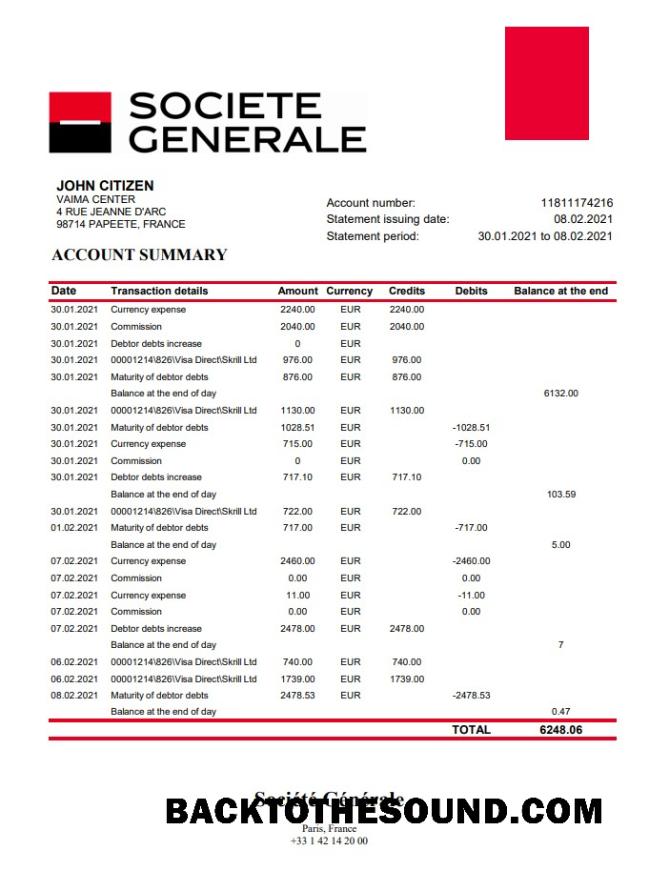 SOCIETE
GENERALE
JOHN CITIZEN
VAIMA CENTER
4 RUE JEANNE D'ARC
98714 PAPEETE, FRANCE
Account number: 11811174216
Statement issuing date: 08.02.2021
Statement period: 30.01.2021 to 08.02.2021
ACCOUNT SUMMARY
Date Transaction details Amount Currency Credits Debits Balance at the end
30.01.2021 Currency expense 2240.00 EUR 2240.00
30.01.2021 Commission 2040.00 EUR 2040.00
30.01.2021 Debtor debts increase 0 EUR
30.01.2021 00001214\826\Visa Direct\Skrill Ltd 976.00 EUR 976.00
30.01.2021 Maturity of debtor debts 876.00 EUR 876.00
Balance at the end of day 6132.00
30.01.2021 00001214\826\Visa Direct\Skrill Ltd 1130.00 EUR 1130.00
30.01.2021 Maturity of debtor debts 1028.51 EUR -1028.51
30.01.2021 Currency expense 715.00 EUR -715.00
30.01.2021 Commission 0 EUR 0.00
30.01.2021 Debtor debts increase 717.10 EUR 717.10
Balance at the end of day 103.59
30.01.2021 00001214\826\Visa Direct\Skrill Ltd 722.00 EUR 722.00
01.02.2021 Maturity of debtor debts 717.00 EUR -717.00
Balance at the end of day 5.00
07.02.2021 Currency expense 2460.00 EUR -2460.00
07.02.2021 Commission 0.00 EUR 0.00
07.02.2021 Currency expense 11.00 EUR -11.00
07.02.2021 Commission 0.00 EUR 0.00
07.02.2021 Debtor debts increase 2478.00 EUR 2478.00
Balance at the end of day 7
06.02.2021 00001214\826\Visa Direct\Skrill Ltd 740.00 EUR 740.00
06.02.2021 00001214\826\Visa Direct\Skrill Ltd 1739.00 EUR 1739.00
08.02.2021 Maturity of debtor debts 2478.53 EUR -2478.53
Balance at the end of day 0.47
TOTAL 6248.06
Société Générale
BACKTOTHESOUND.COM
Paris, France
+33 1 42 14 20 00